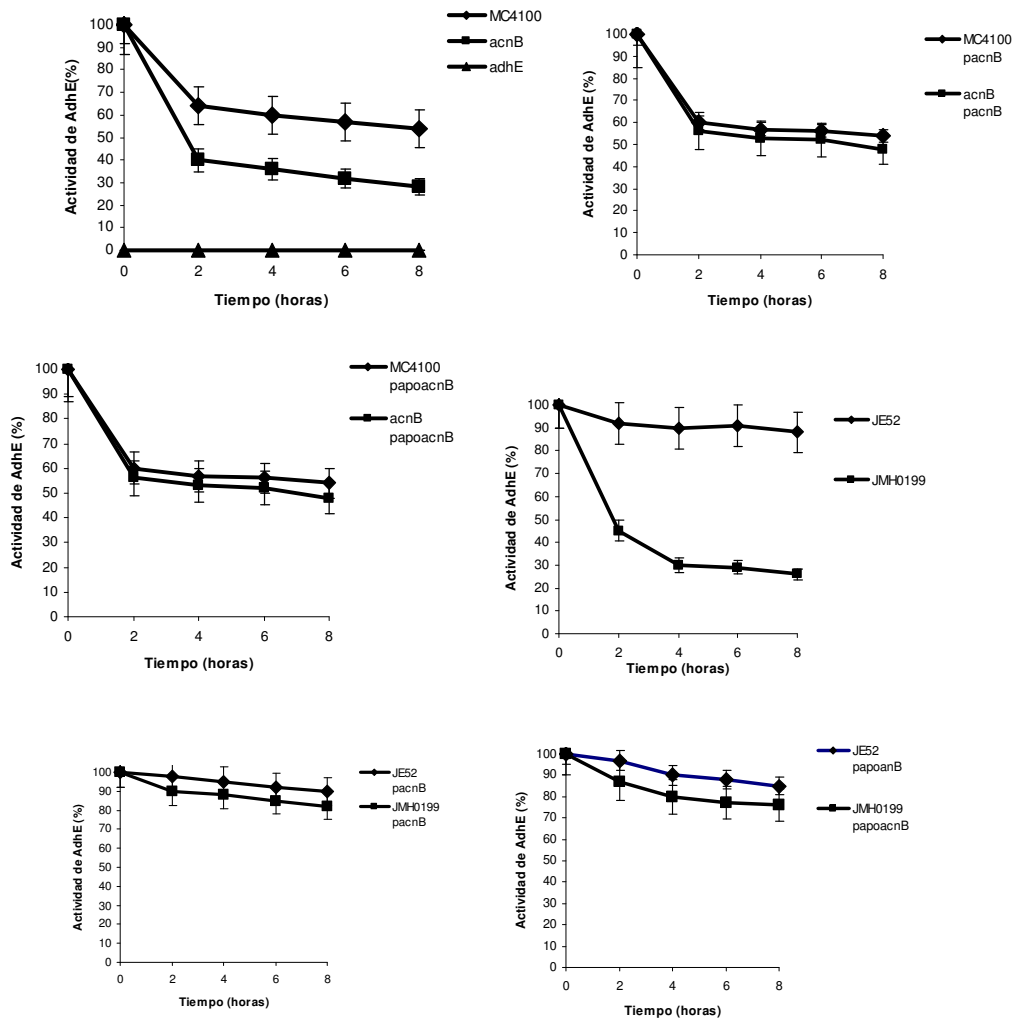 Actividad de AdhE(%)
100
90
80
70
60
50
40
30
20
10
0
0 2 4 6 8
Tiempo (horas)
MC4100
acnB
adhE
Actividad de AdhE (%)
100
90
80
70
60
50
40
30
20
10
0
0 2 4 6 8
Tiempo (horas)
MC4100
pacnB
acnB
pacnB
Actividad de AdhE (%)
100
90
80
70
60
50
40
30
20
10
0
0 2 4 6 8
Tiempo (horas)
MC4100
papoacnB
acnB
papoacnB
Actividad de AdhE (%)
100
90
80
70
60
50
40
30
20
10
0
0 2 4 6 8
Tiempo (horas)
JE52
JMH0199
Actividad de AdhE (%)
100
90
80
70
60
50
40
30
20
10
0
0 2 4 6 8
Tiempo (horas)
JE52
pacnB
JMH0199
pacnB
Actividad de AdhE (%)
100
90
80
70
60
50
40
30
20
10
0
0 2 4 6 8
Tiempo (horas)
JE52
papoanB
JMH0199
papoacnB